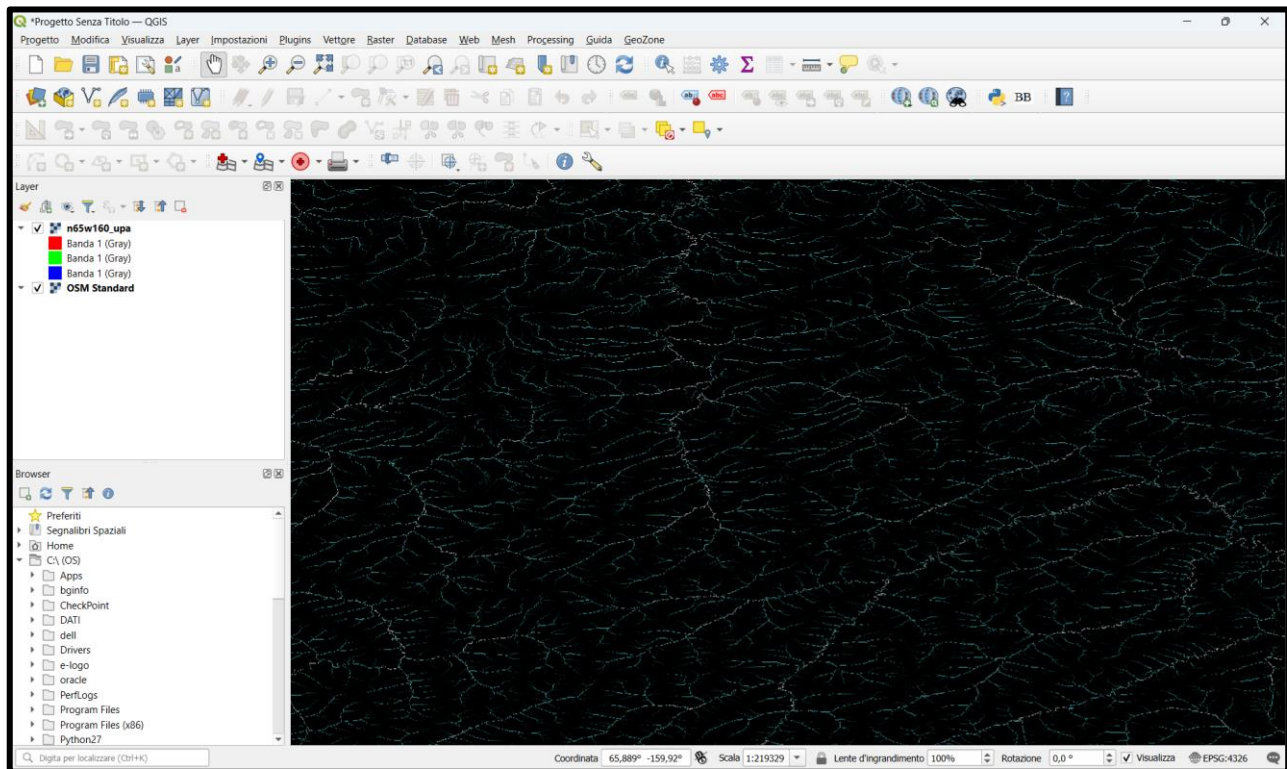 *Progetto Senza Titolo — QGIS
Progetto Modifica Visualizza Layer Impostazioni Plugins Vettore Raster Database Web Mesh Processing Guida GeoZone
abc
BB
Layer
n65w160_upa
Banda 1 (Gray)
Banda 1 (Gray)
Banda 1 (Gray)
OSM Standard
Browser
Preferiti
Segnalibri Spaziali
Home
C:\ (OS)
Apps
bginfo
CheckPoint
DATI
dell
Drivers
e-logo
oracle
PerfLogs
Program Files
Program Files (x86)
Python27
Digita per localizzare (Ctrl+K) Coordinata 65,889° -159,92° Scala 1:219329 Lente d'ingrandimento 100% Rotazione 0,0 ° Visualizza EPSG:4326